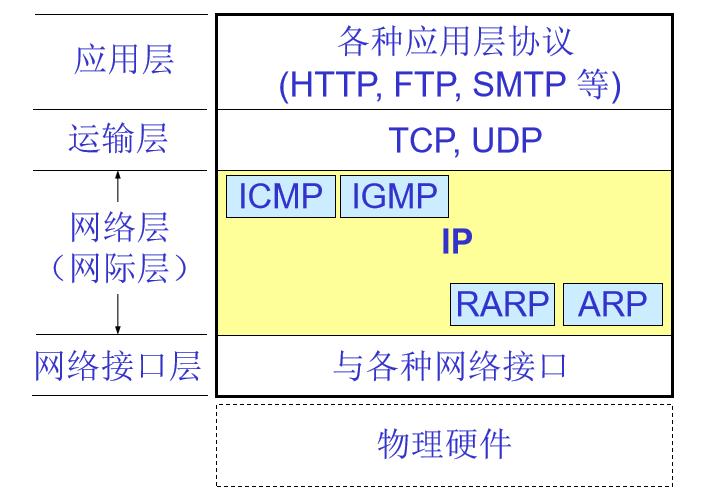 应用层
各种应用层协议
(HTTP, FTP, SMTP 等)
运输层
TCP, UDP
网络层
（网际层）
ICMP
IGMP
IP
RARP
ARP
网络接口层
与各种网络接口
物理硬件